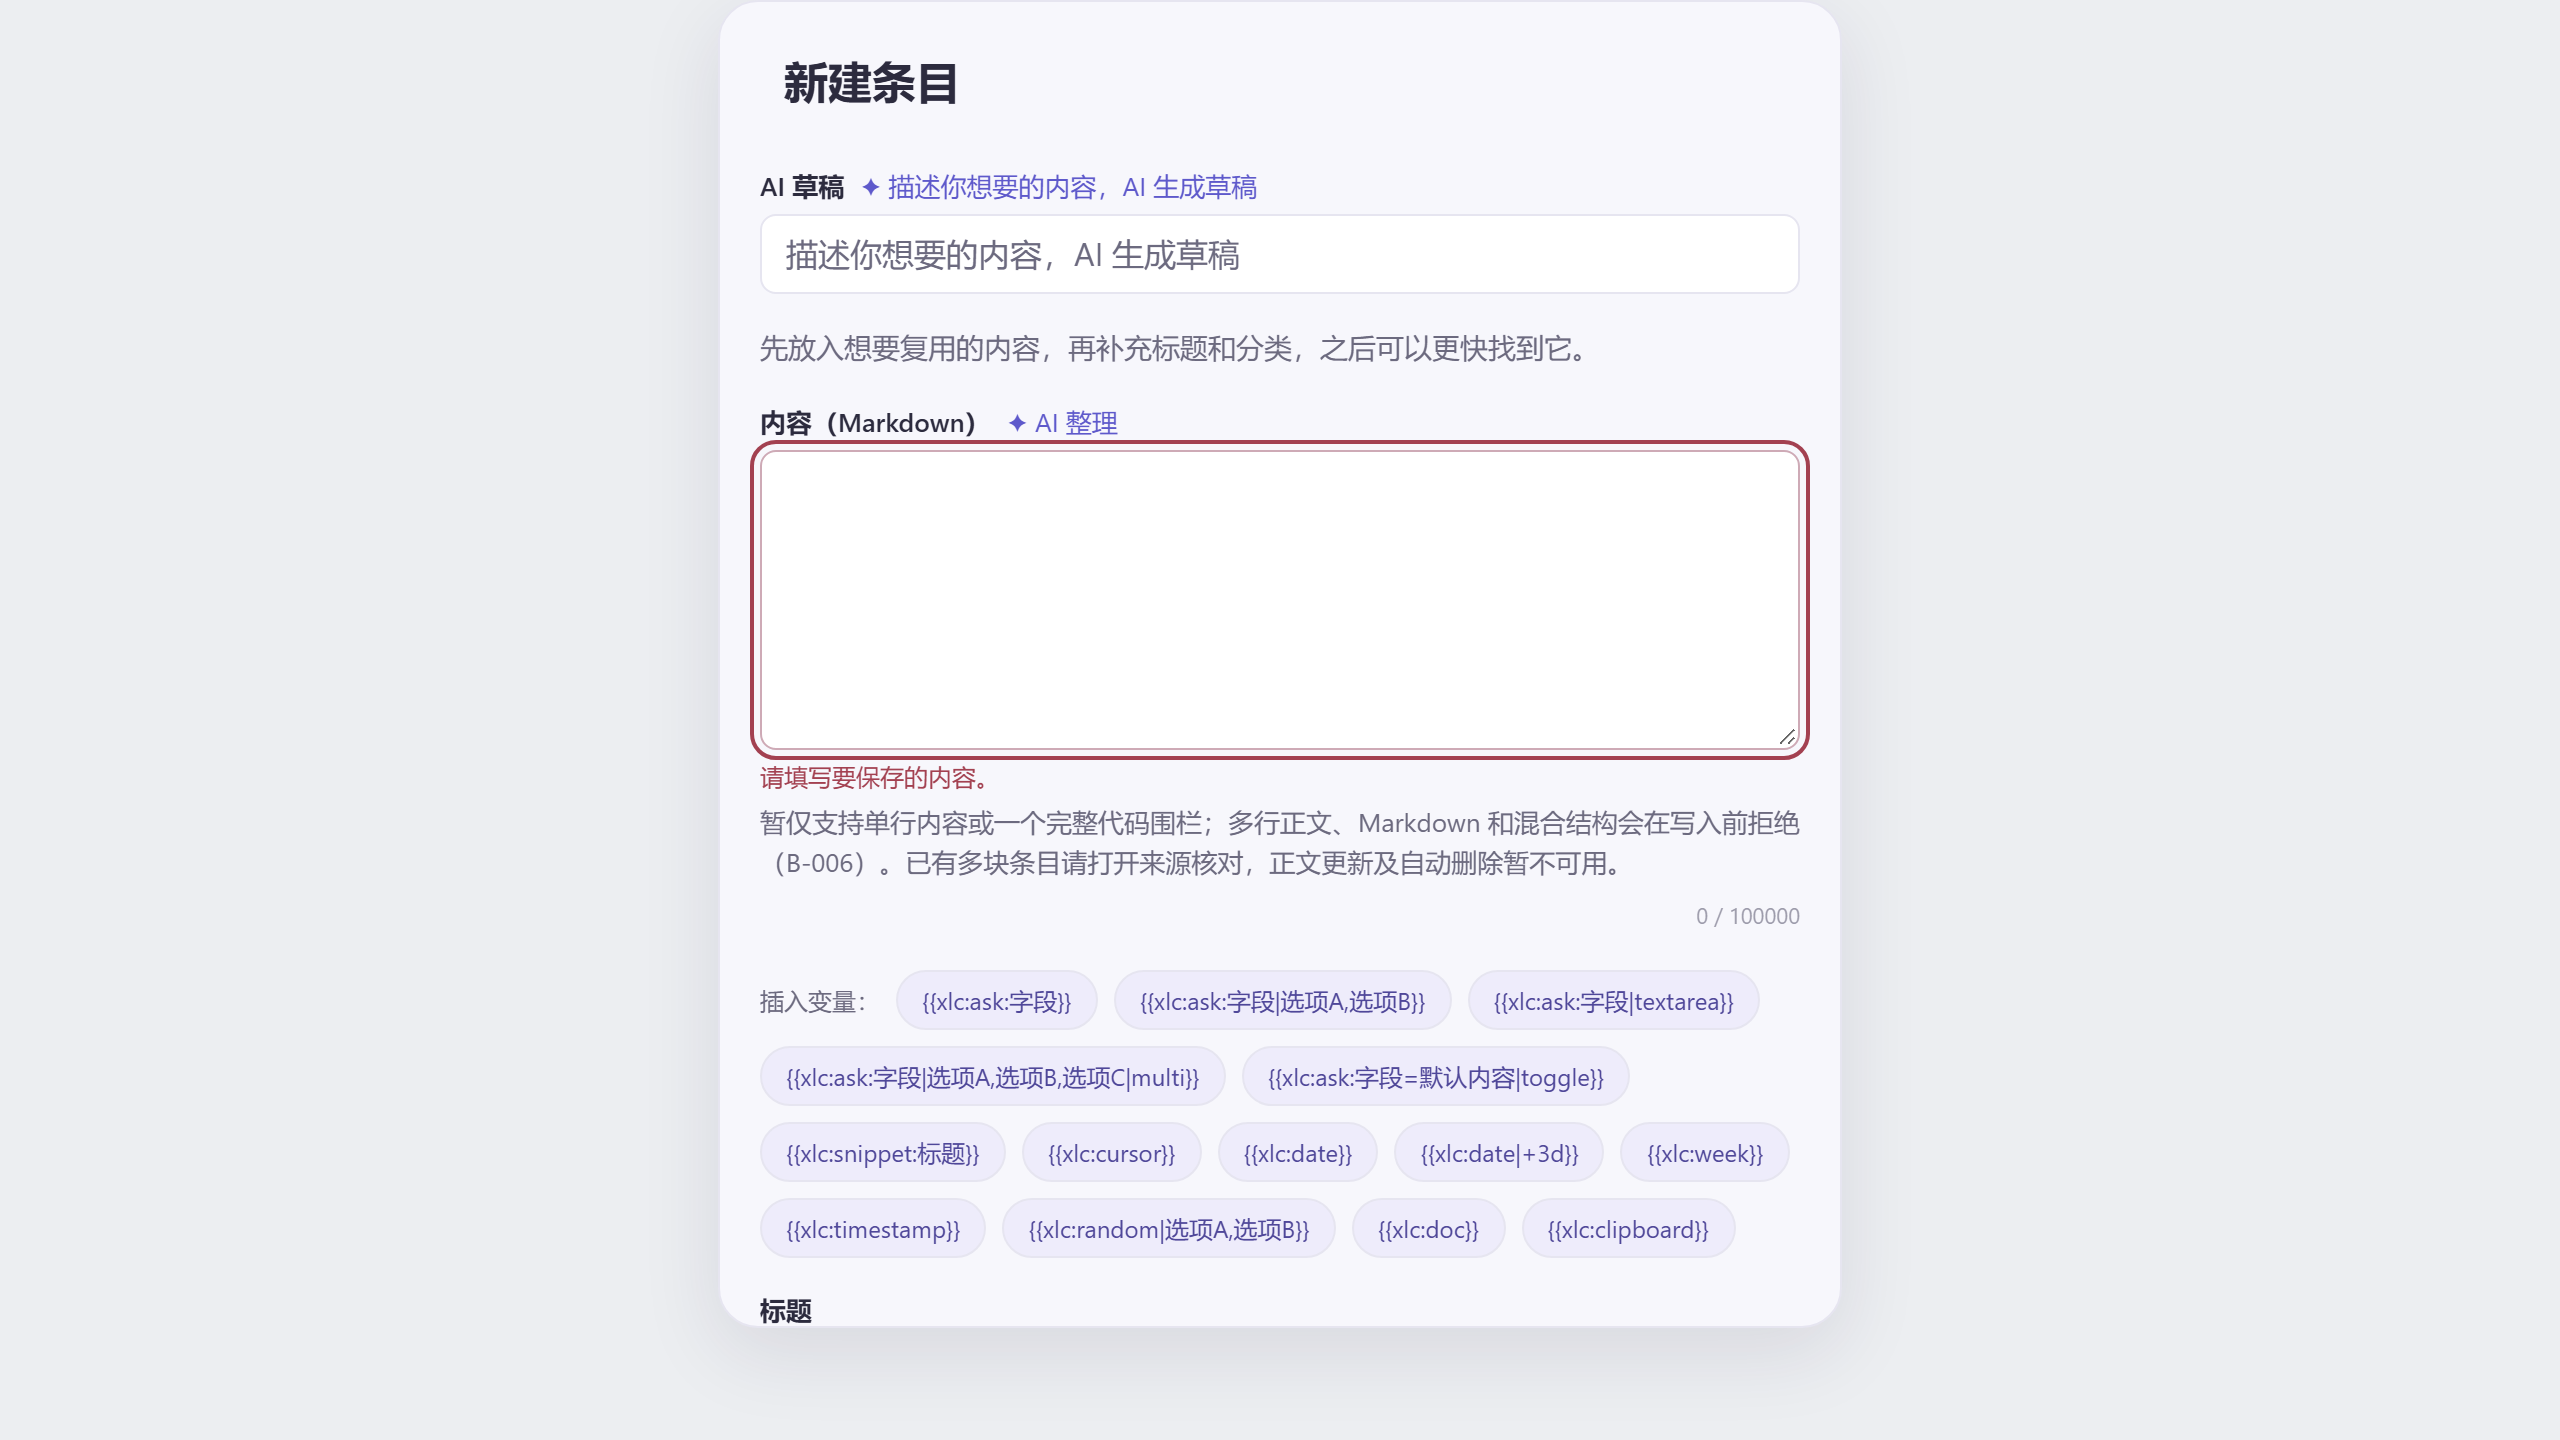 新建条目
AI 草稿 ✦ 描述你想要的内容，AI 生成草稿
描述你想要的内容，AI 生成草稿
先放入想要复用的内容，再补充标题和分类，之后可以更快找到它。
内容（Markdown） ✦ AI 整理
请填写要保存的内容。
暂仅支持单行内容或一个完整代码围栏；多行正文、Markdown 和混合结构会在写入前拒绝
（B-006）。已有多块条目请打开来源核对，正文更新及自动删除暂不可用。
0 / 100000
插入变量： {{xlc:ask:字段}} {{xlc:ask:字段|选项A,选项B}} {{xlc:ask:字段|textarea}}
{{xlc:ask:字段|选项A,选项B,选项C|multi}} {{xlc:ask:字段=默认内容|toggle}}
{{xlc:snippet:标题}} {{xlc:cursor}} {{xlc:date}} {{xlc:date|+3d}} {{xlc:week}}
{{xlc:timestamp}} {{xlc:random|选项A,选项B}} {{xlc:doc}} {{xlc:clipboard}}
标题